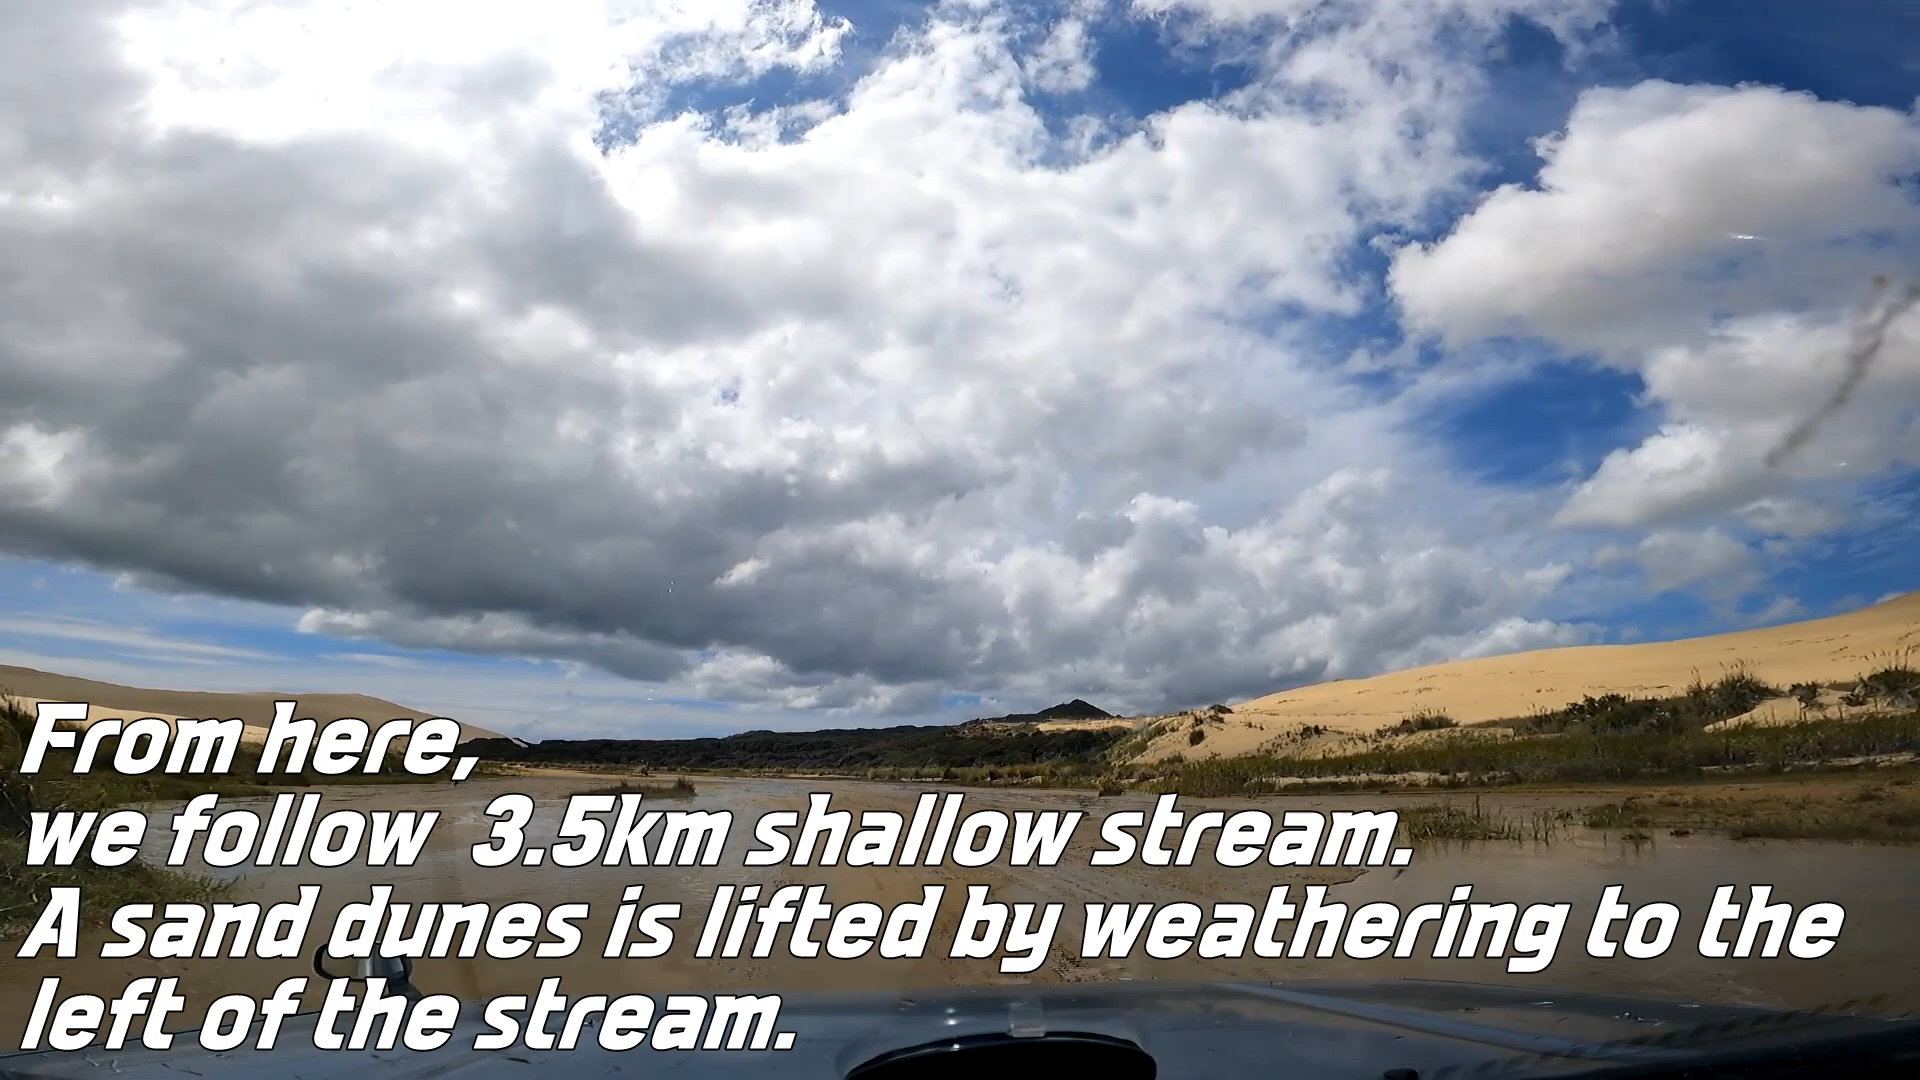 From here,
we follow 3.5km shallow stream.
A sand dunes is lifted by weathering to the
left of the stream.